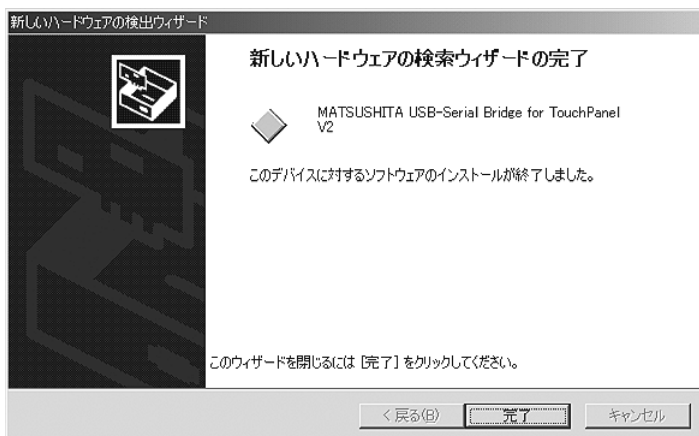 新しいハードウェアの検出ウィザード
新しいハードウェアの検索ウィザードの完了
MATSUSHITA USB-Serial Bridge for TouchPanel
V2
このデバイスに対するソフトウェアのインストールが終了しました。
このウィザードを閉じるには [完了] をクリックしてください。
< 戻る(B)
完了
キャンセル